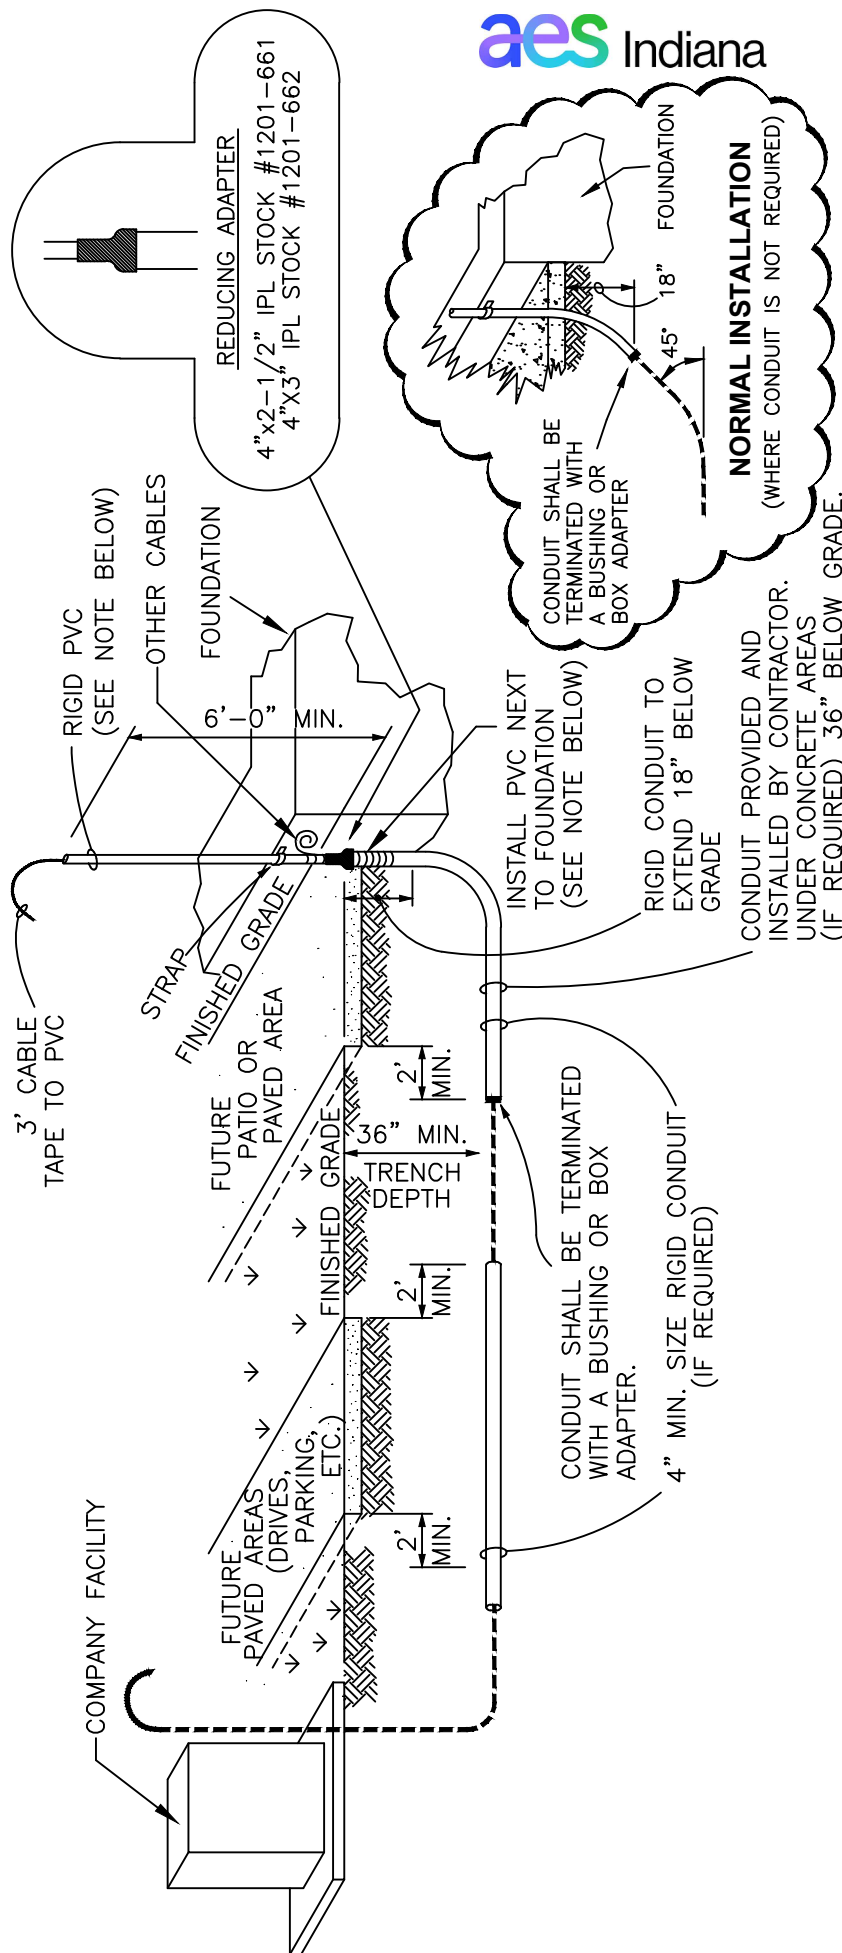 aes Indiana
REDUCING ADAPTER
4"x2-1/2" IPL STOCK #1201-661
4"X3" IPL STOCK #1201-662
3' CABLE
TAPE TO PVC
RIGID PVC
(SEE NOTE BELOW)
OTHER CABLES
FOUNDATION
6'-0" MIN.
STRAP
FINISHED GRADE
FUTURE
PATIO OR
PAVED AREA
FINISHED GRADE
36" MIN.
TRENCH
DEPTH
2'
MIN.
2'
MIN.
2'
MIN.
FUTURE
PAVED AREAS
(DRIVES,
PARKING,
ETC.)
COMPANY FACILITY
INSTALL PVC NEXT
TO FOUNDATION
(SEE NOTE BELOW)
RIGID CONDUIT TO
EXTEND 18" BELOW
GRADE
CONDUIT PROVIDED AND
INSTALLED BY CONTRACTOR.
UNDER CONCRETE AREAS
(IF REQUIRED) 36" BELOW GRADE.
CONDUIT SHALL BE TERMINATED
WITH A BUSHING OR BOX
ADAPTER.
4" MIN. SIZE RIGID CONDUIT
(IF REQUIRED)
CONDUIT SHALL BE
TERMINATED WITH
A BUSHING OR
BOX ADAPTER
18"
45°
FOUNDATION
NORMAL INSTALLATION
(WHERE CONDUIT IS NOT REQUIRED)